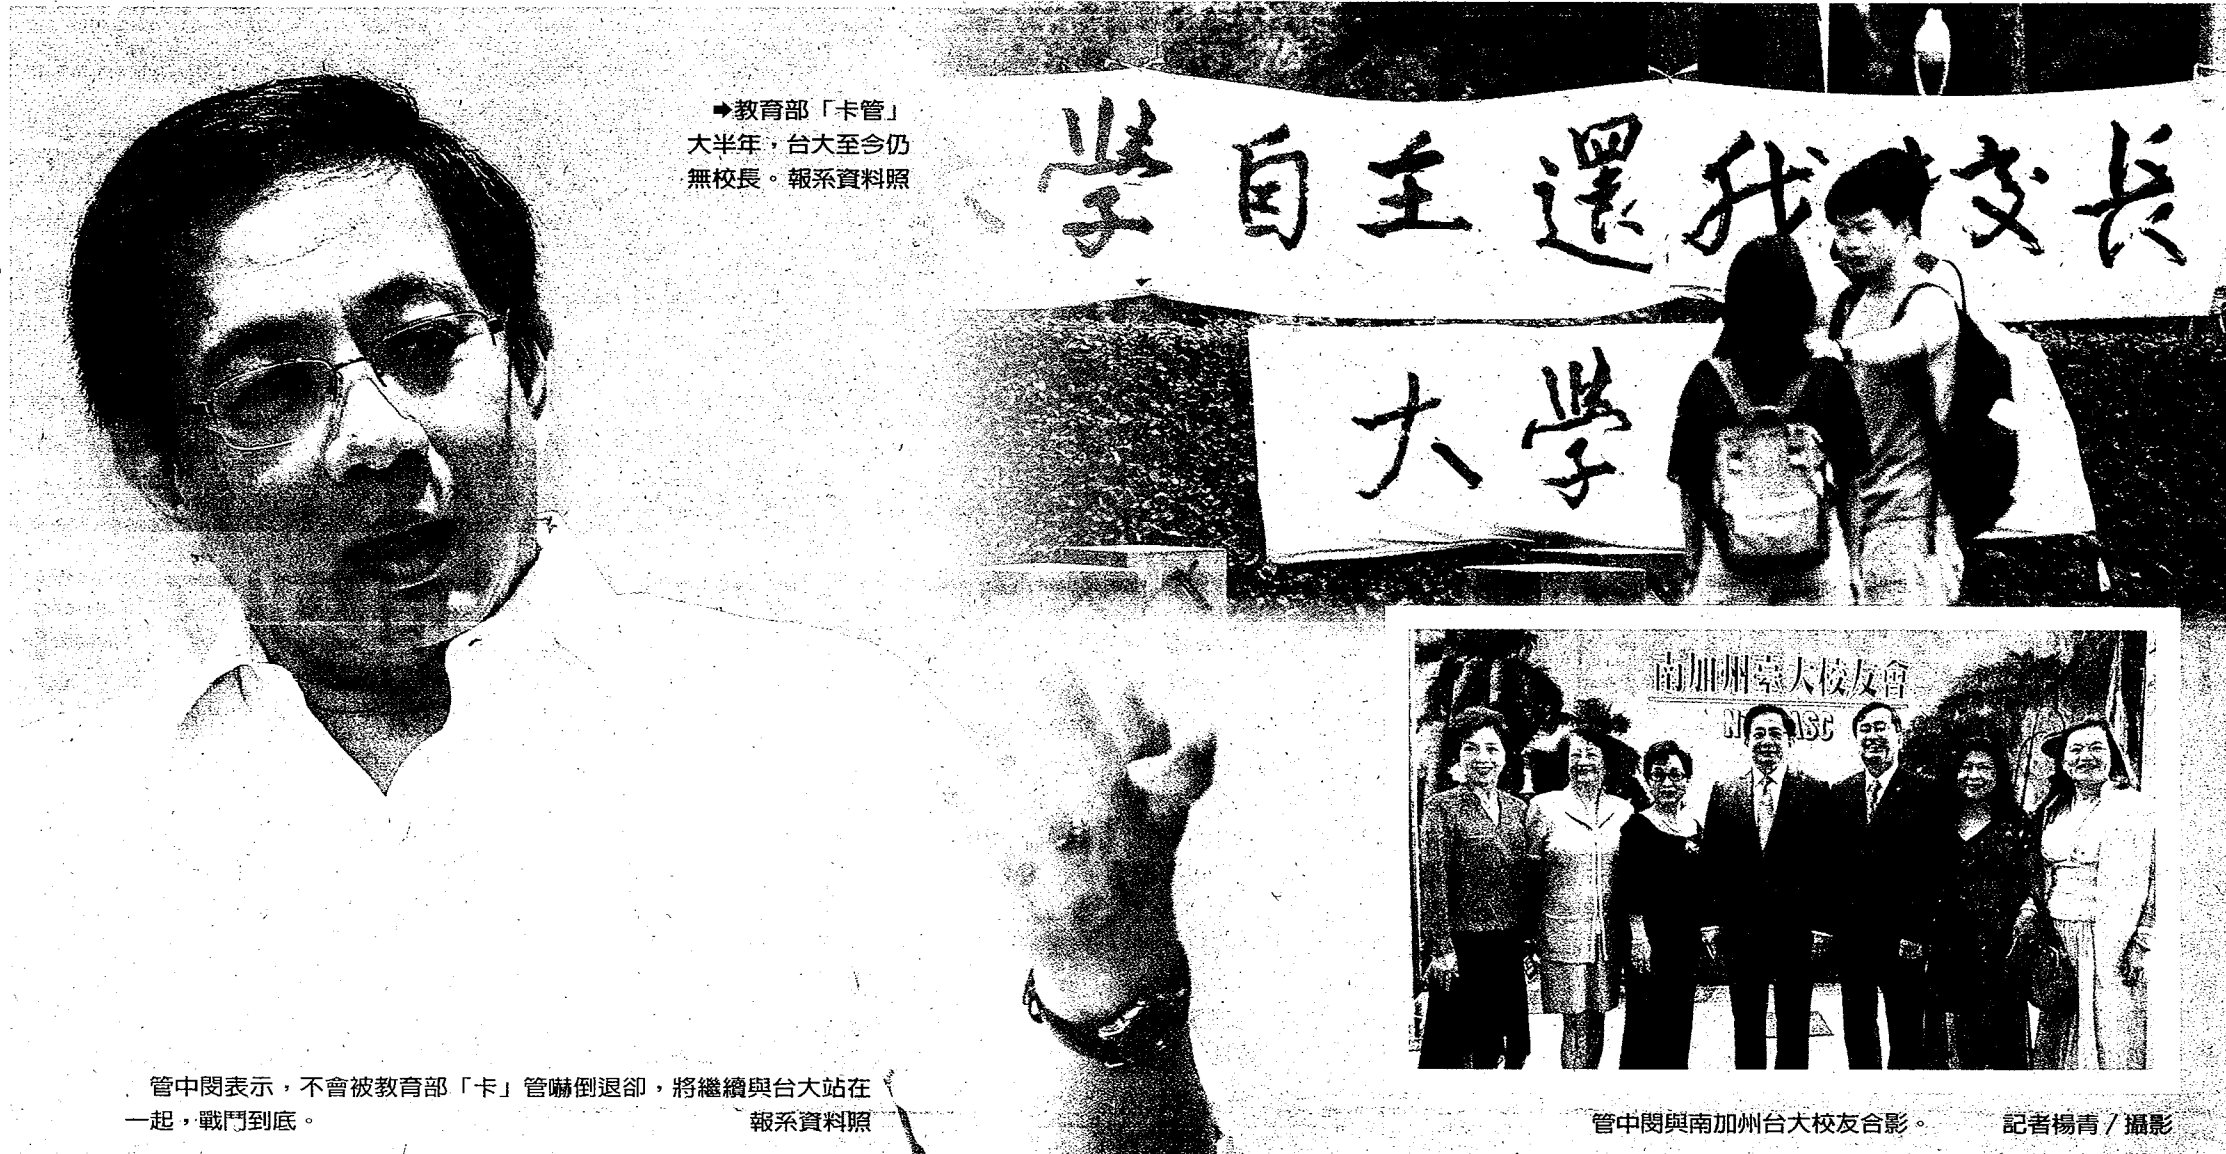 ➡教育部「卡管」
大半年，台大至今仍
無校長。報系資料照
學自主還我校長
大學
南加州臺大校友會
管中閔表示，不會被教育部「卡」管嚇倒退卻，將繼續與台大站在
一起，戰鬥到底。 報系資料照
管中閔與南加州台大校友合影。 記者楊青／攝影